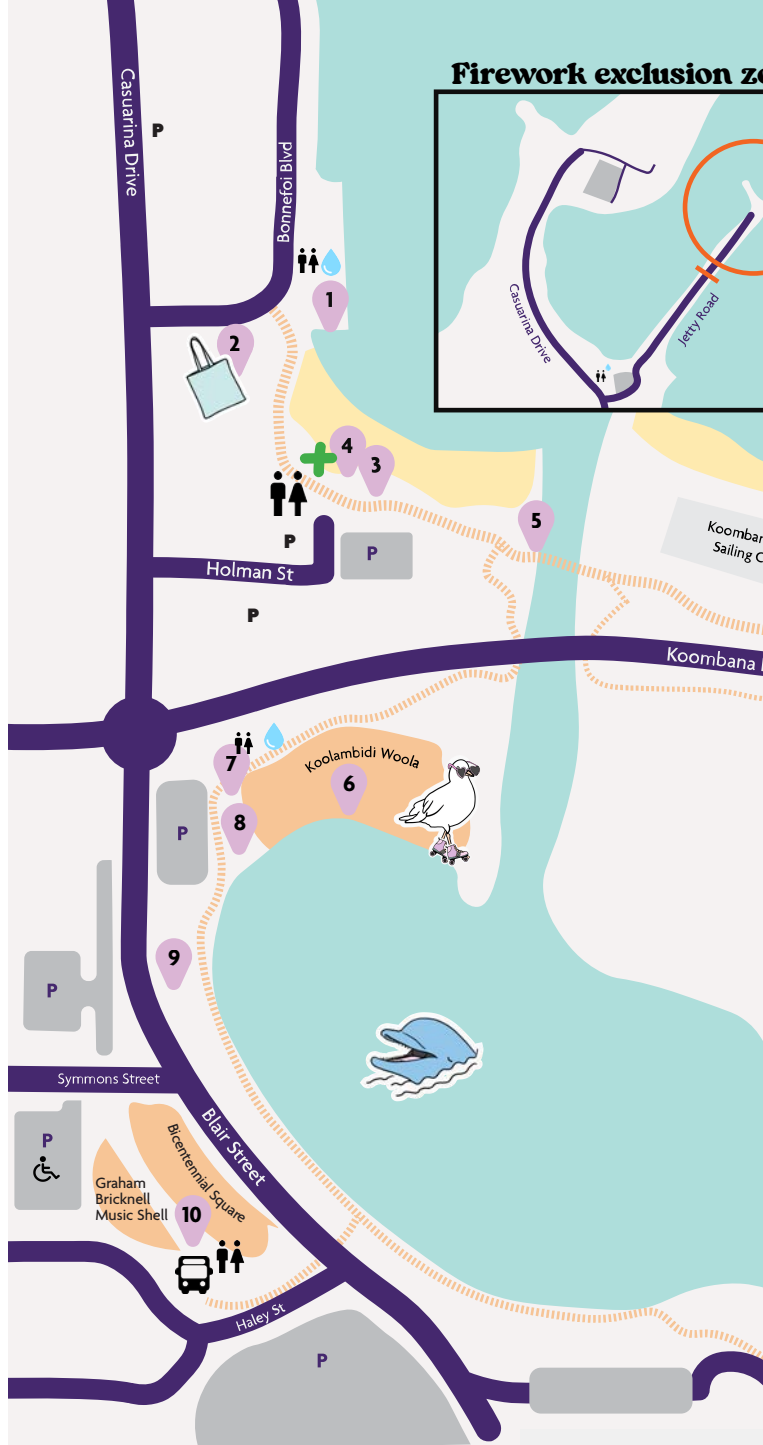 Firework exclusion
Casuarina Drive
P
Bonnefoi Blvd
1
2
Casuarina Drive
Jetty Road
4
3
5
P
P
Holman St
P
Sailing
Koombana
7
Koolambidi Woola
6
8
P
9
P
Symmons Street
P
Blair Street
Bicentennial Square
Graham
Bricknell
Music Shell
10
Haley St
P